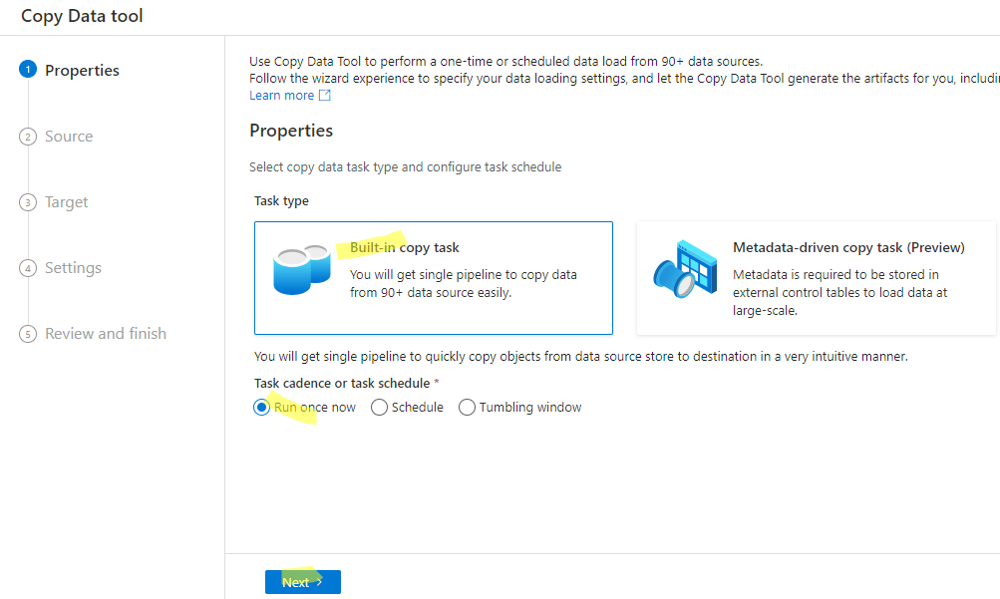 Copy Data tool
1 Properties
2 Source
3 Target
4 Settings
5 Review and finish
Use Copy Data Tool to perform a one-time or scheduled data load from 90+ data sources.
Follow the wizard experience to specify your data loading settings, and let the Copy Data Tool generate the artifacts for you,
Learn more
Properties
Select copy data task type and configure task schedule
Task type
Built-in copy task
You will get single pipeline to copy data
from 90+ data source easily.
Metadata-driven copy task (Preview)
Metadata is required to be stored in
external control tables to load data at
large-scale.
You will get single pipeline to quickly copy objects from data source store to destination in a very intuitive manner.
Task cadence or task schedule *
Run once now Schedule Tumbling window
Next >